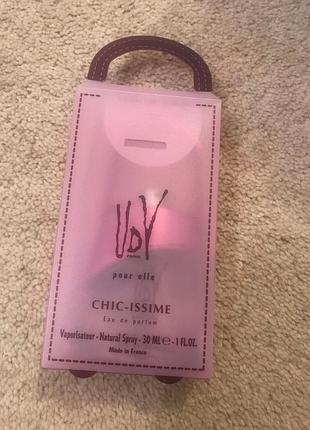 UDV
PARIS
pour elle
CHIC-ISSIME
Eau de parfum
Vaporisateur - Natural Spray - 30 ML ℮ - 1 FL.OZ.
Made in France